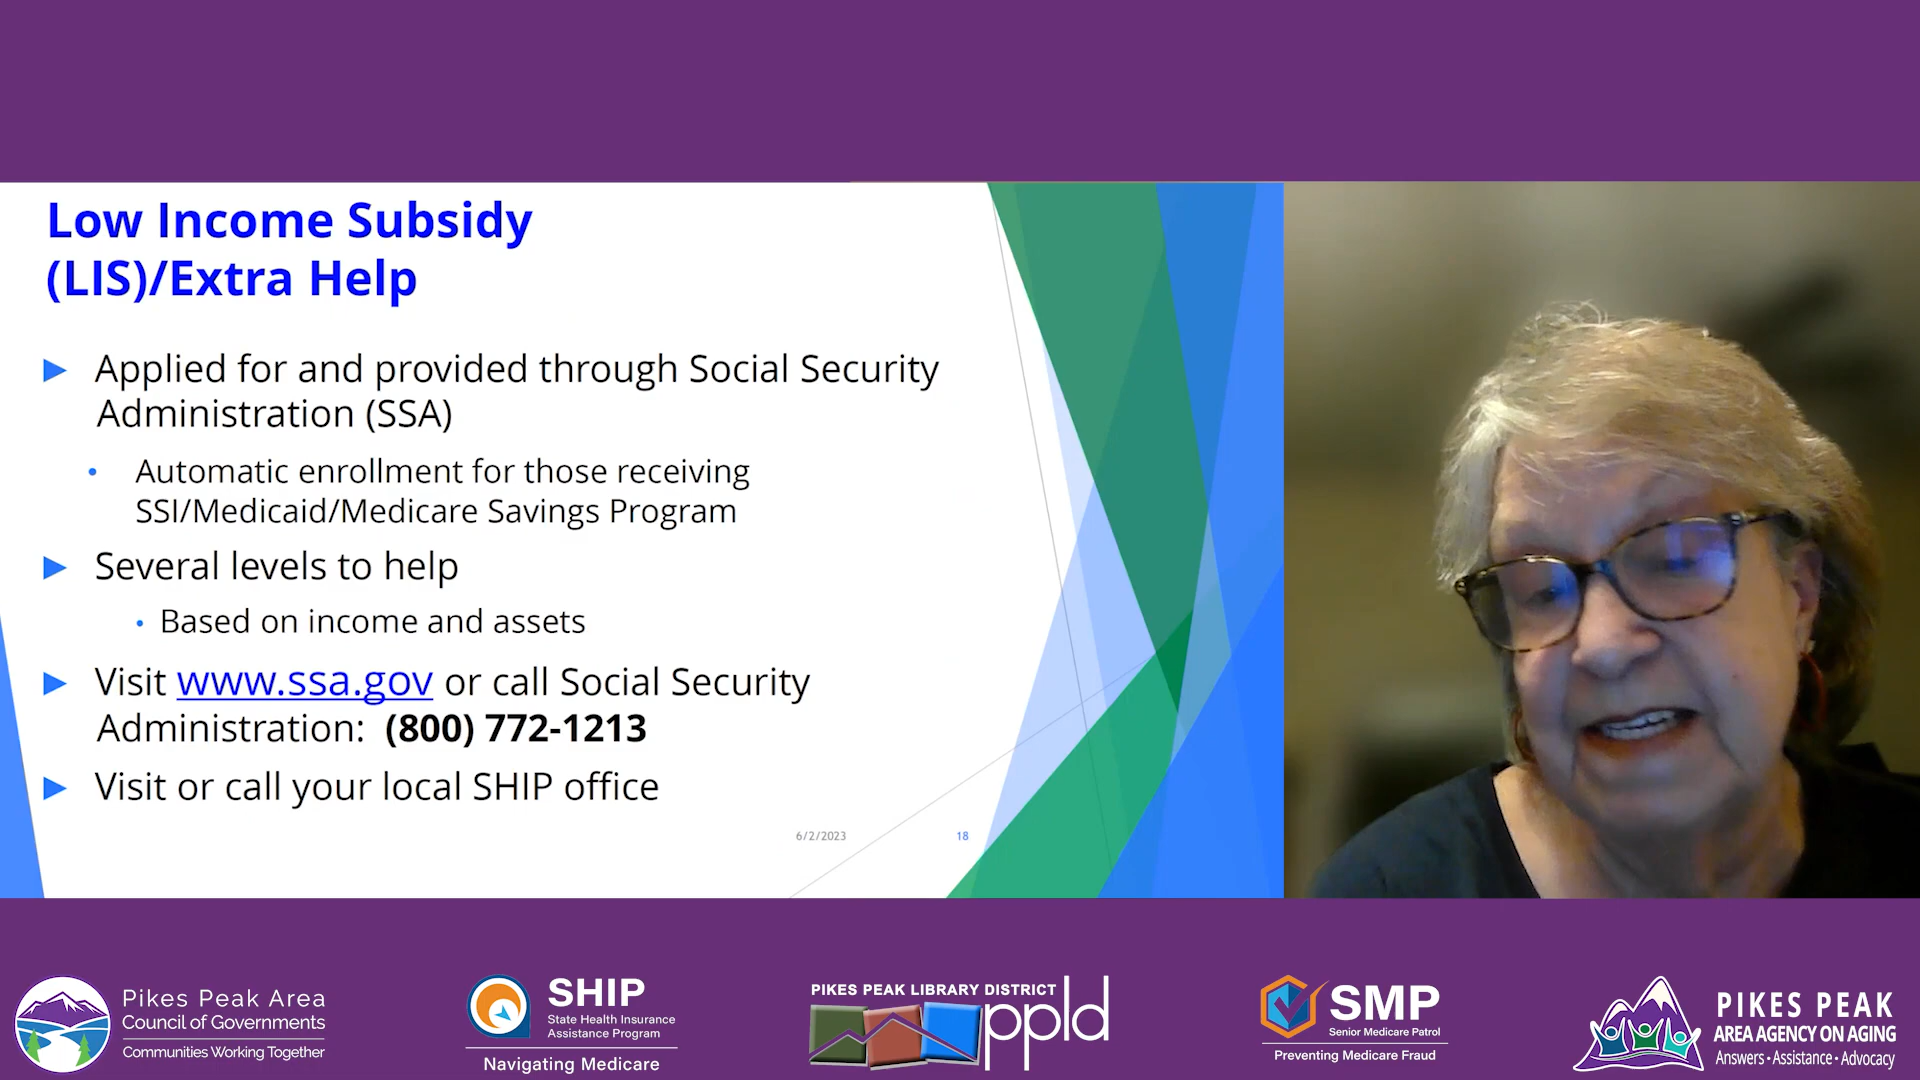 Low Income Subsidy
(LIS)/Extra Help
Applied for and provided through Social Security
Administration (SSA)
Automatic enrollment for those receiving
SSI/Medicaid/Medicare Savings Program
Several levels to help
Based on income and assets
Visit www.ssa.gov or call Social Security
Administration: (800) 772-1213
Visit or call your local SHIP office
6/2/2023
18
Pikes Peak Area
Council of Governments
Communities Working Together
SHIP
State Health Insurance
Assistance Program
Navigating Medicare
PIKES PEAK LIBRARY DISTRICT
ppld
SMP
Senior Medicare Patrol
Preventing Medicare Fraud
PIKES PEAK
AREA AGENCY ON AGING
Answers • Assistance • Advocacy